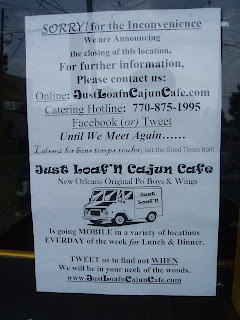 SORRY! for the Inconvenience
We are Announcing
the closing of this location.
For further information,
Please contact us:
Online: JustLoafnCajunCafe.com
Catering Hotline: 770-875-1995
Facebook (or) Tweet
Until We Meet Again......
Laissez les bons temps rouler, Let the Good Times Roll!
Just Loaf'N Cajun Cafe
New Orleans Original Po Boys & Wings
Just
Loaf'N
Is going MOBILE in a variety of locations
EVERDAY of the week for Lunch & Dinner.
TWEET us to find out WHEN
We will be in your neck of the woods.
www.JustLoafnCajunCafe.com